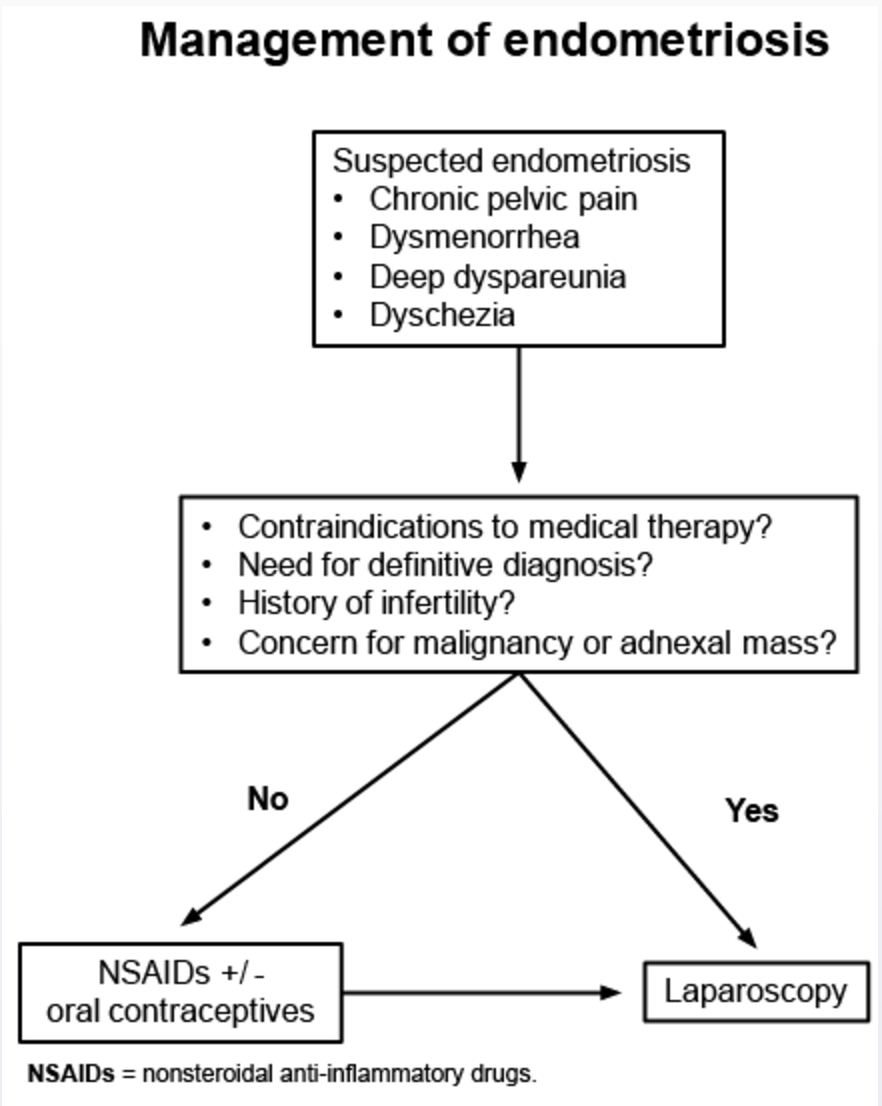 Management of endometriosis
Suspected endometriosis
• Chronic pelvic pain
• Dysmenorrhea
• Deep dyspareunia
• Dyschezia
• Contraindications to medical therapy?
• Need for definitive diagnosis?
• History of infertility?
• Concern for malignancy or adnexal mass?
No
Yes
NSAIDs +/-
oral contraceptives
Laparoscopy
NSAIDs = nonsteroidal anti-inflammatory drugs.